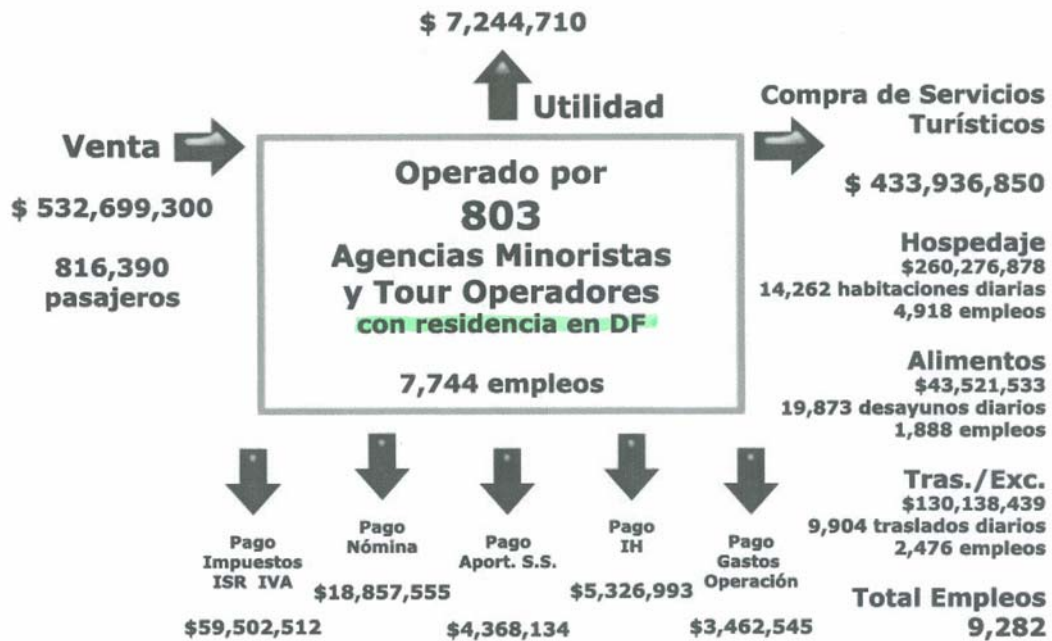 $ 7,244,710
Utilidad
Venta
$ 532,699,300
816,390
pasajeros
Operado por
803
Agencias Minoristas
y Tour Operadores
con residencia en DF
7,744 empleos
Compra de Servicios
Turísticos
$ 433,936,850
Hospedaje
$260,276,878
14,262 habitaciones diarias
4,918 empleos
Alimentos
$43,521,533
19,873 desayunos diarios
1,888 empleos
Tras./Exc.
$130,138,439
9,904 traslados diarios
2,476 empleos
Total Empleos
9,282
Pago
Impuestos
ISR IVA
$59,502,512
Pago
Nómina
$18,857,555
Pago
Aport. S.S.
$4,368,134
Pago
IH
$5,326,993
Pago
Gastos
Operación
$3,462,545